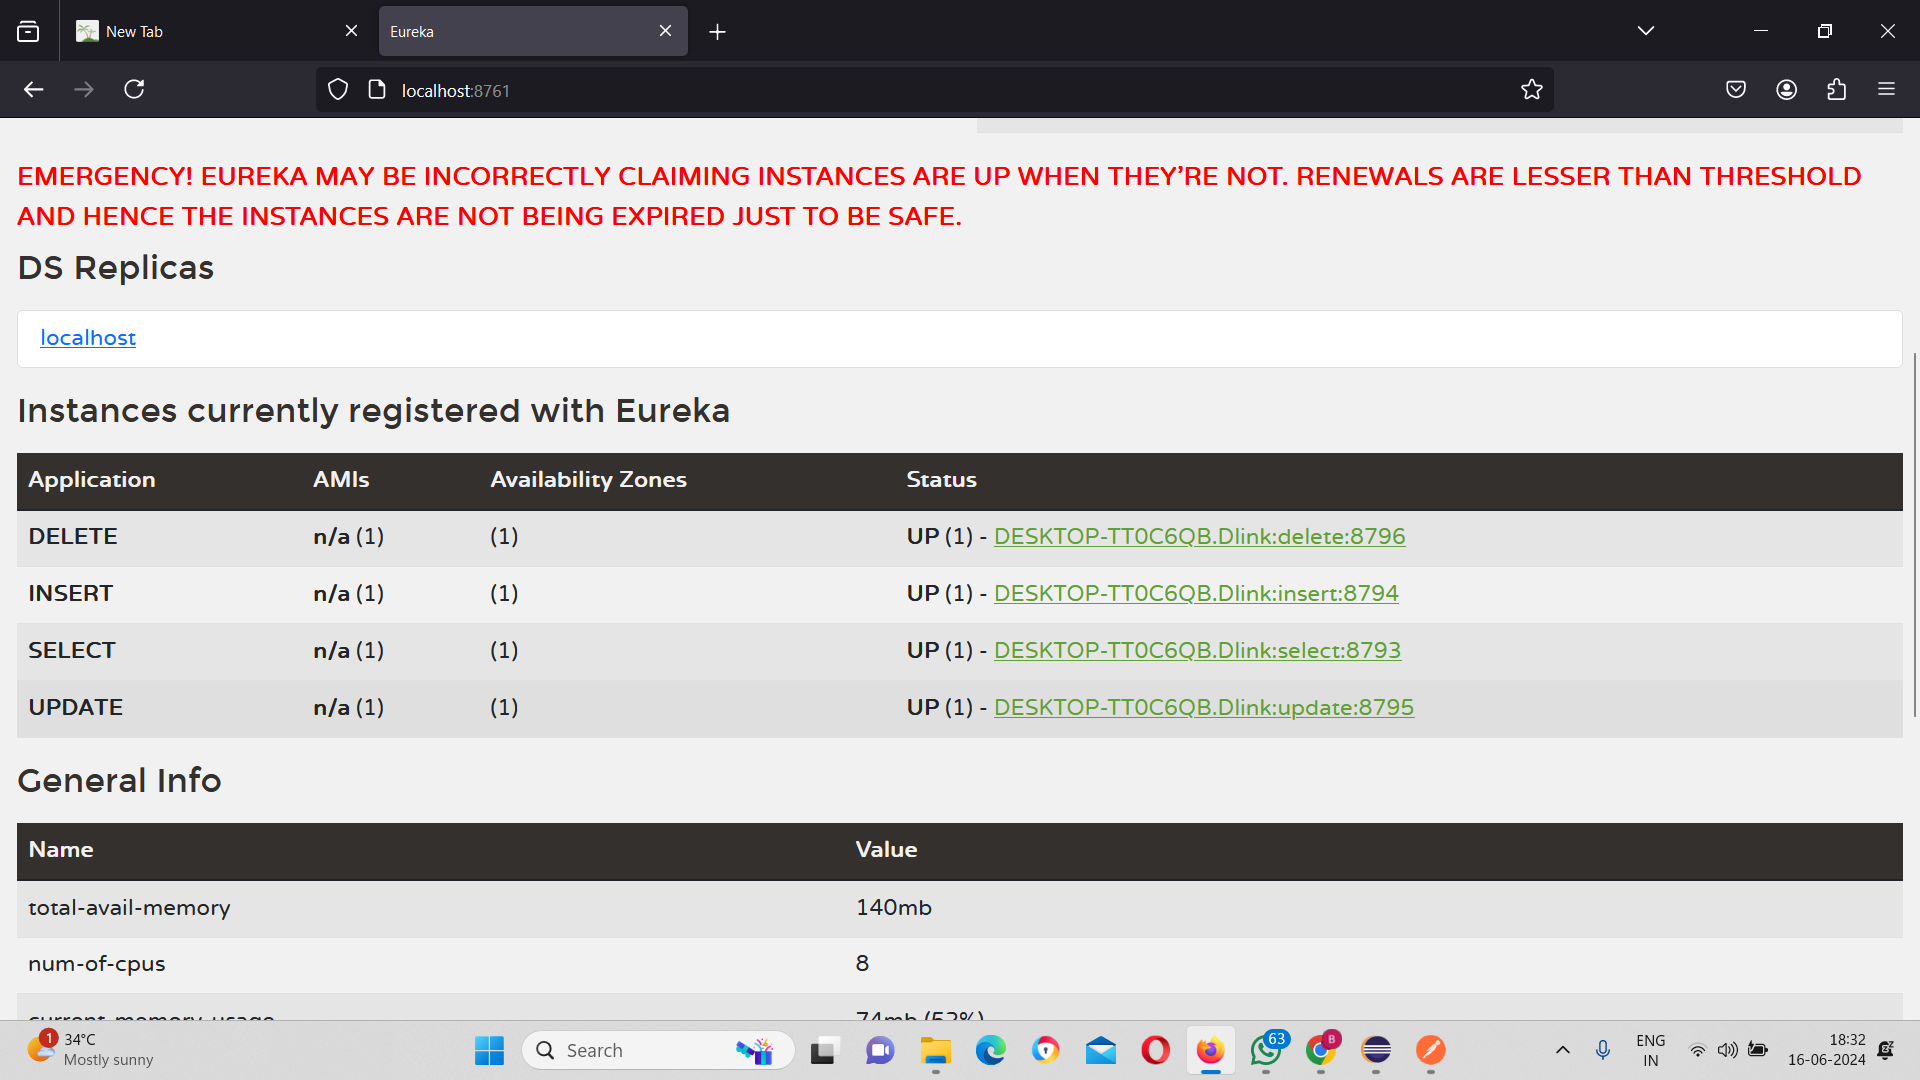 New Tab
Eureka
localhost:8761
EMERGENCY! EUREKA MAY BE INCORRECTLY CLAIMING INSTANCES ARE UP WHEN THEY’RE NOT. RENEWALS ARE LESSER THAN THRESHOLD
AND HENCE THE INSTANCES ARE NOT BEING EXPIRED JUST TO BE SAFE.
DS Replicas
localhost
Instances currently registered with Eureka
Application AMIs Availability Zones Status
DELETE n/a (1) (1) UP (1) - DESKTOP-TT0C6QB.Dlink:delete:8796
INSERT n/a (1) (1) UP (1) - DESKTOP-TT0C6QB.Dlink:insert:8794
SELECT n/a (1) (1) UP (1) - DESKTOP-TT0C6QB.Dlink:select:8793
UPDATE n/a (1) (1) UP (1) - DESKTOP-TT0C6QB.Dlink:update:8795
General Info
Name Value
total-avail-memory 140mb
num-of-cpus 8
current-memory-usage 74mb (52%)
1 34°C
Mostly sunny
Search
63
B
ENG
IN
18:32
16-06-2024